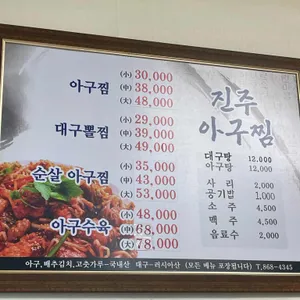 진주
아구찜
아구찜
(小) 30,000
(中) 38,000
(大) 48,000
대구뽈찜
(小) 29,000
(中) 39,000
(大) 49,000
순살 아구찜
(小) 35,000
(中) 43,000
(大) 53,000
아구수육
(小) 48,000
(中) 68,000
(大) 78,000
대구탕 12.000
아구탕 12,000
사 리 2,000
공기밥 1,000
소 주 4,500
맥 주 4,500
음료수 2,000
아구,배추김치,고춧가루-국내산 대구-러시아산 (모든 메뉴 포장됩니다) T.868-4345